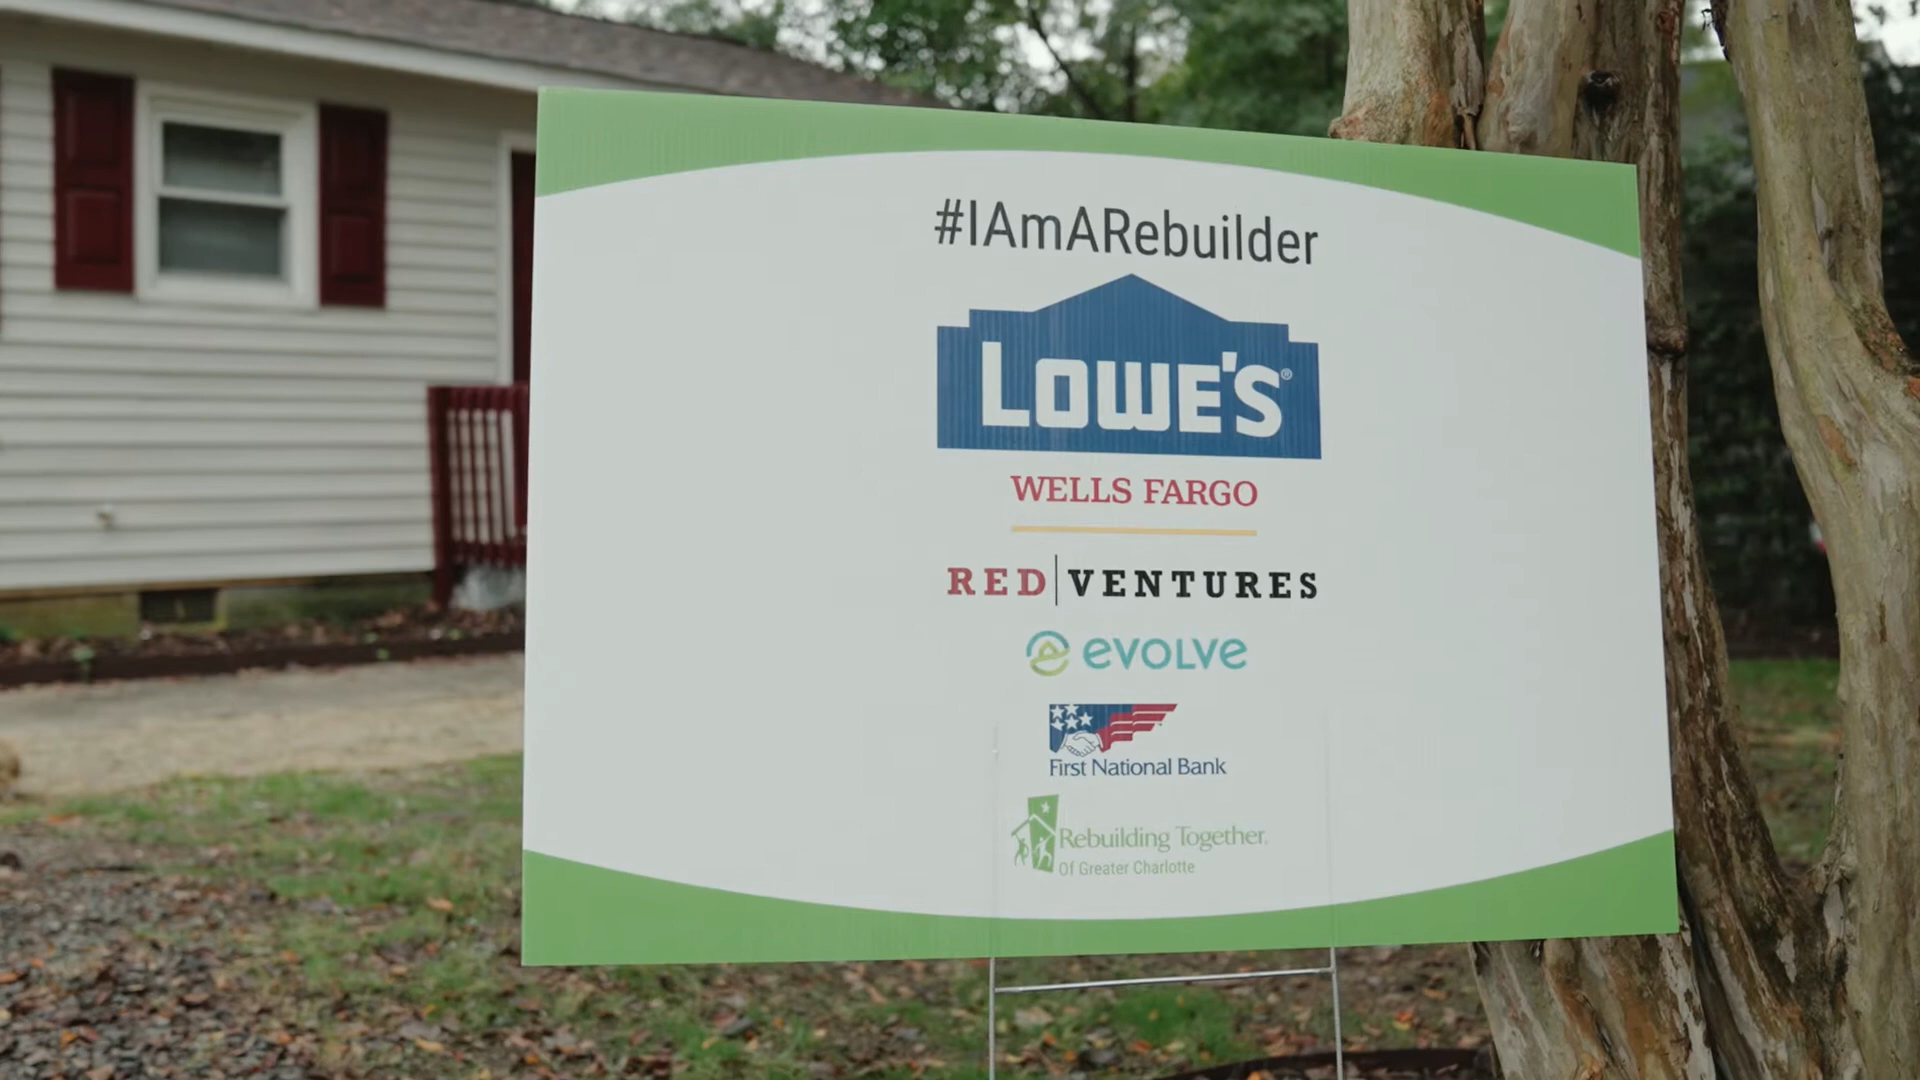 #IAmARebuilder
LOWE'S®
WELLS FARGO
RED VENTURES
evolve
First National Bank
Rebuilding Together.
Of Greater Charlotte